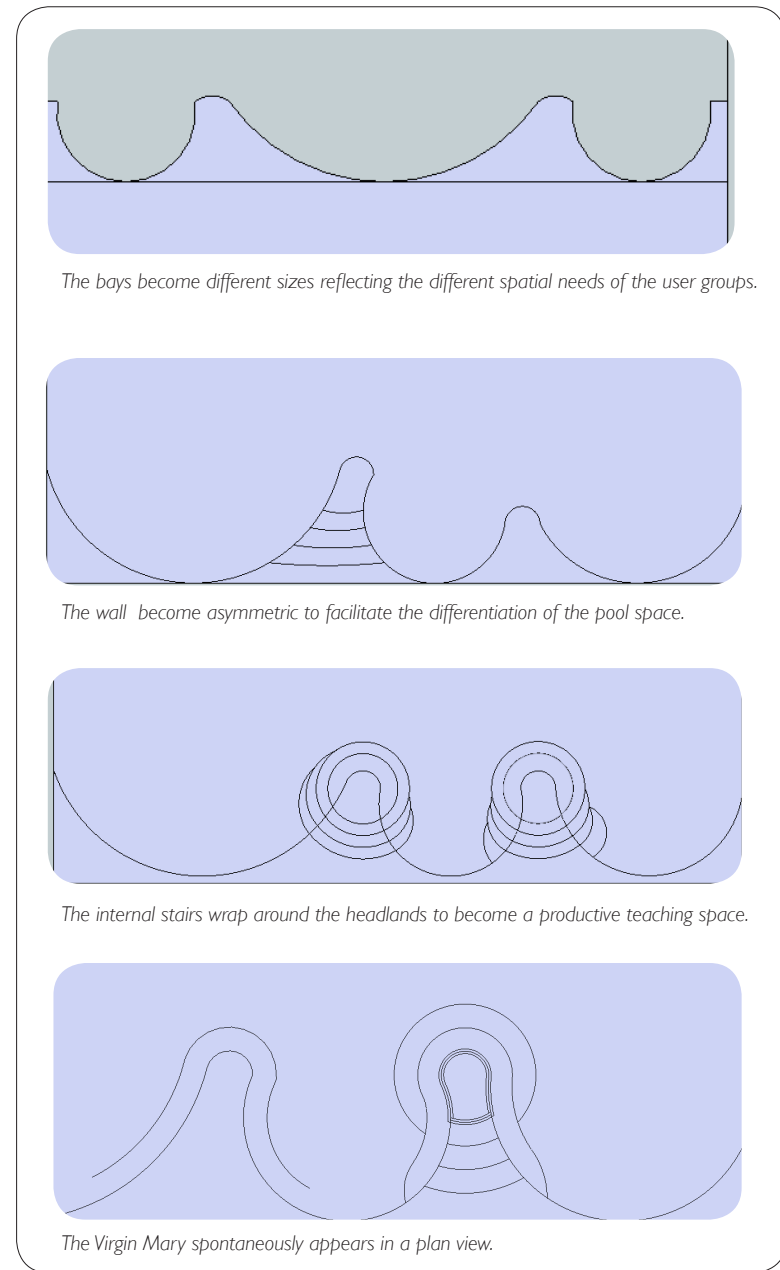 The bays become different sizes reflecting the different spatial needs of the user groups.
The wall  become asymmetric to facilitate the differentiation of the pool space.
The internal stairs wrap around the headlands to become a productive teaching space.
The Virgin Mary spontaneously appears in a plan view.